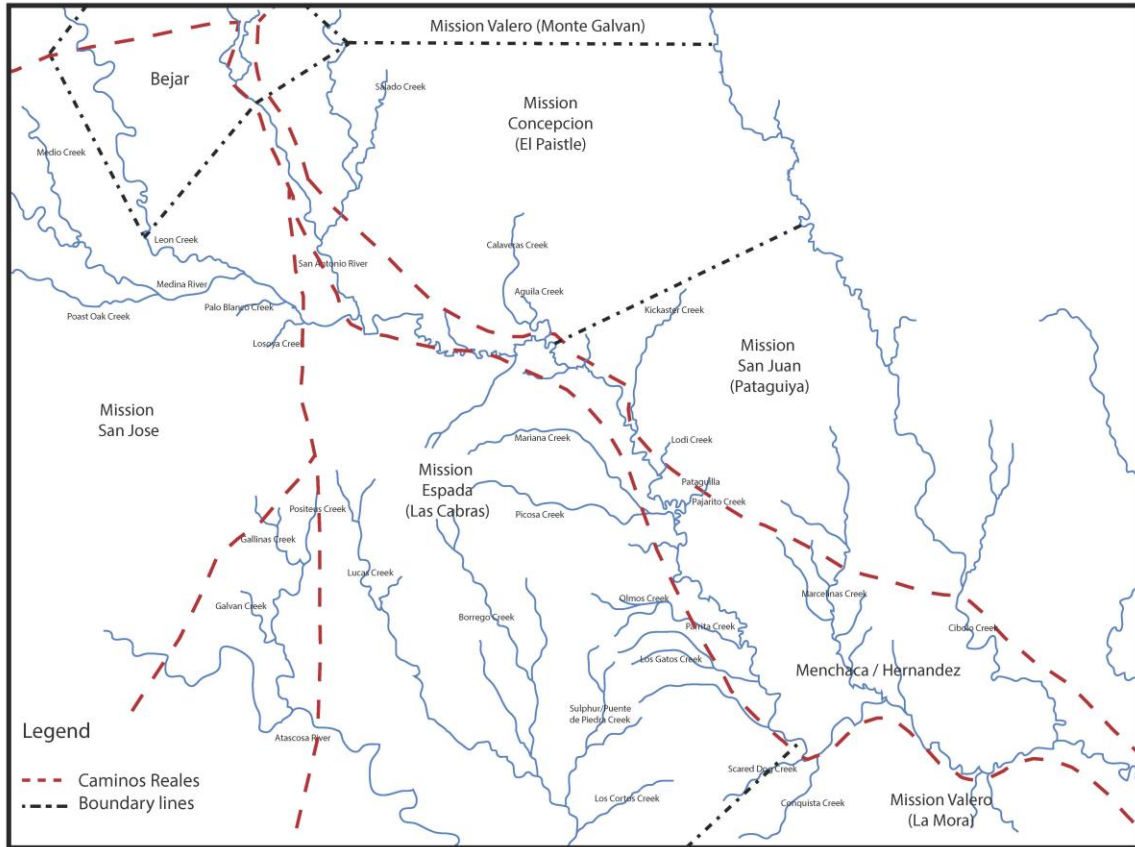 Mission Valero (Monte Galvan)
Bejar
Salado Creek
Mission
Concepcion
(El Paistle)
Medio Creek
Leon Creek
Calaveras Creek
San Antonio River
Medina River
Aguila Creek
Palo Blanco Creek
Kickaster Creek
Poast Oak Creek
Losoya Creek
Mission
San Juan
(Pataguiya)
Mission
San Jose
Mariana Creek
Lodi Creek
Mission
Espada
(Las Cabras)
Pataguilla
Pajarito Creek
Positeos Creek
Picosa Creek
Gallinas Creek
Lucas Creek
Marcelinas Creek
Galvan Creek
Olmos Creek
Borrego Creek
Parrita Creek
Cibolo Creek
Los Gatos Creek
Menchaca / Hernandez
Sulphur/Puente
de Piedra Creek
Legend
Atascosa River
Scared Dog Creek
Caminos Reales
Boundary lines
Los Cortos Creek
Conquista Creek
Mission Valero
(La Mora)